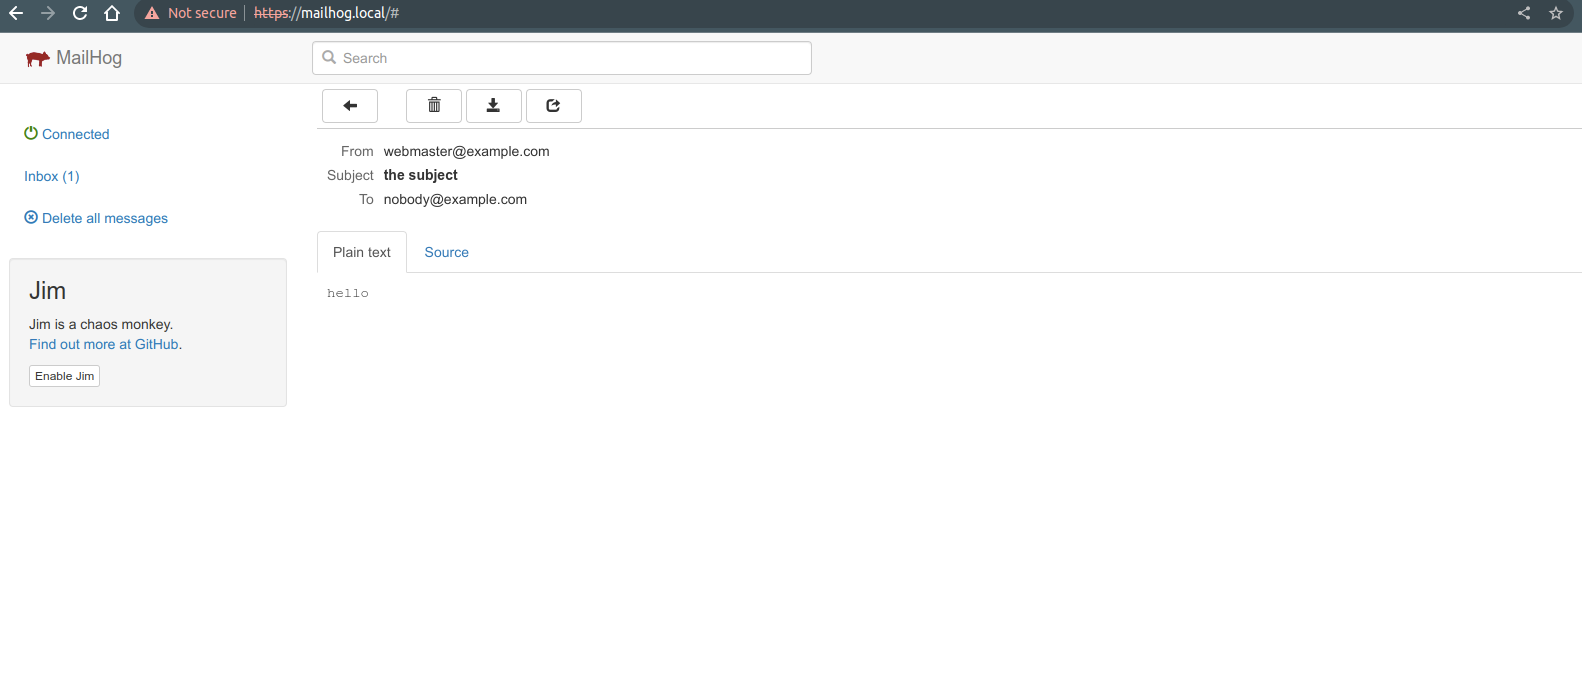 Not secure https://mailhog.local/#
MailHog
Search
Connected
Inbox (1)
Delete all messages
Jim
Jim is a chaos monkey.
Find out more at GitHub.
Enable Jim
From webmaster@example.com
Subject the subject
To nobody@example.com
Plain text Source
hello